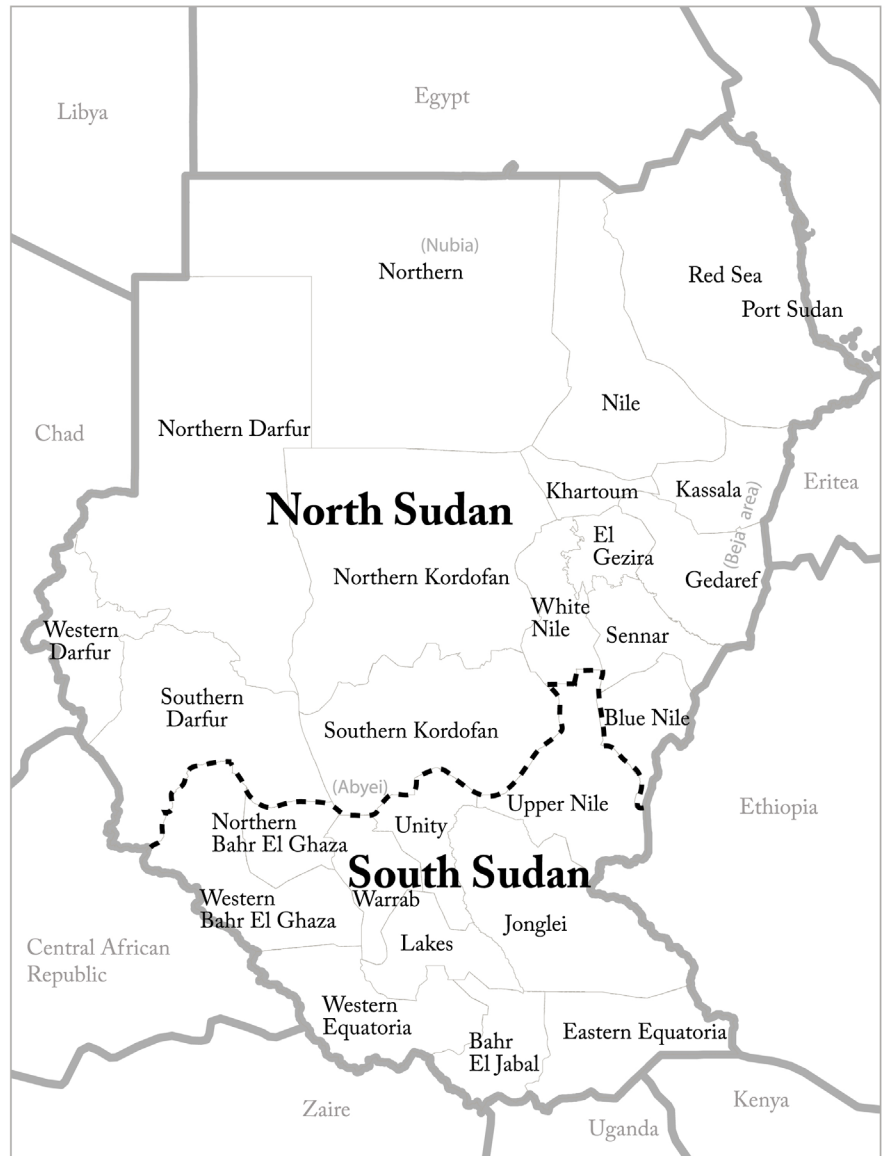 Egypt
Libya
(Nubia)
Northern
Red Sea
Port Sudan
Nile
Northern Darfur
Chad
Eritea
Khartoum
Kassala
North Sudan
(Beja area)
El
Gezira
Northern Kordofan
Gedaref
White
Nile
Western
Darfur
Sennar
Southern
Darfur
Blue Nile
Southern Kordofan
(Abyei)
Upper Nile
Ethiopia
Northern
Bahr El Ghaza
Unity
South Sudan
Western
Bahr El Ghaza
Warrab
Jonglei
Lakes
Central African
Republic
Western
Equatoria
Eastern Equatoria
Bahr
El Jabal
Zaire
Kenya
Uganda